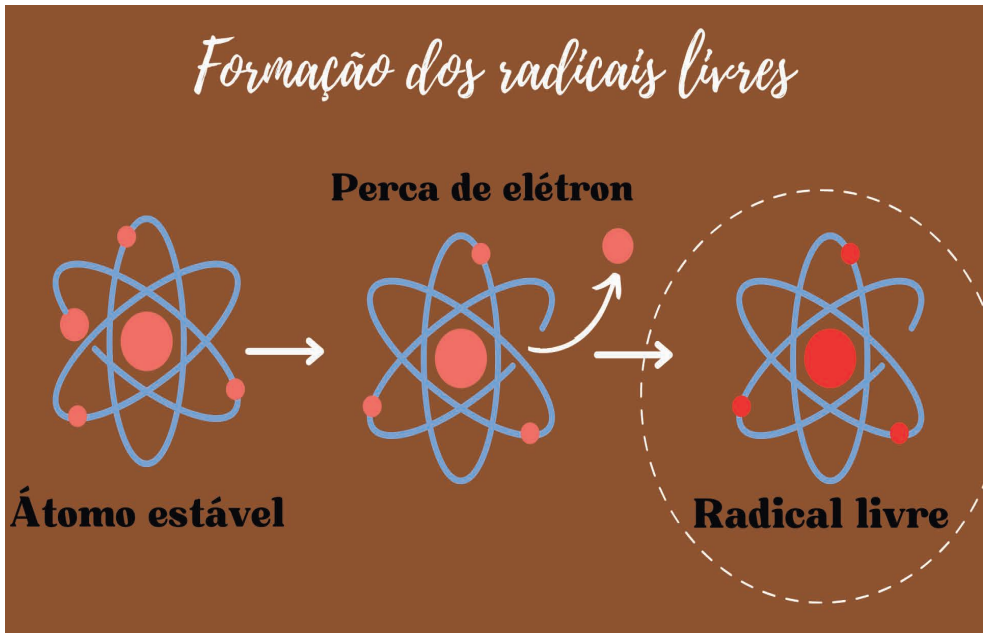 Formação dos radicais livres
Perca de elétron
Átomo estável
Radical livre